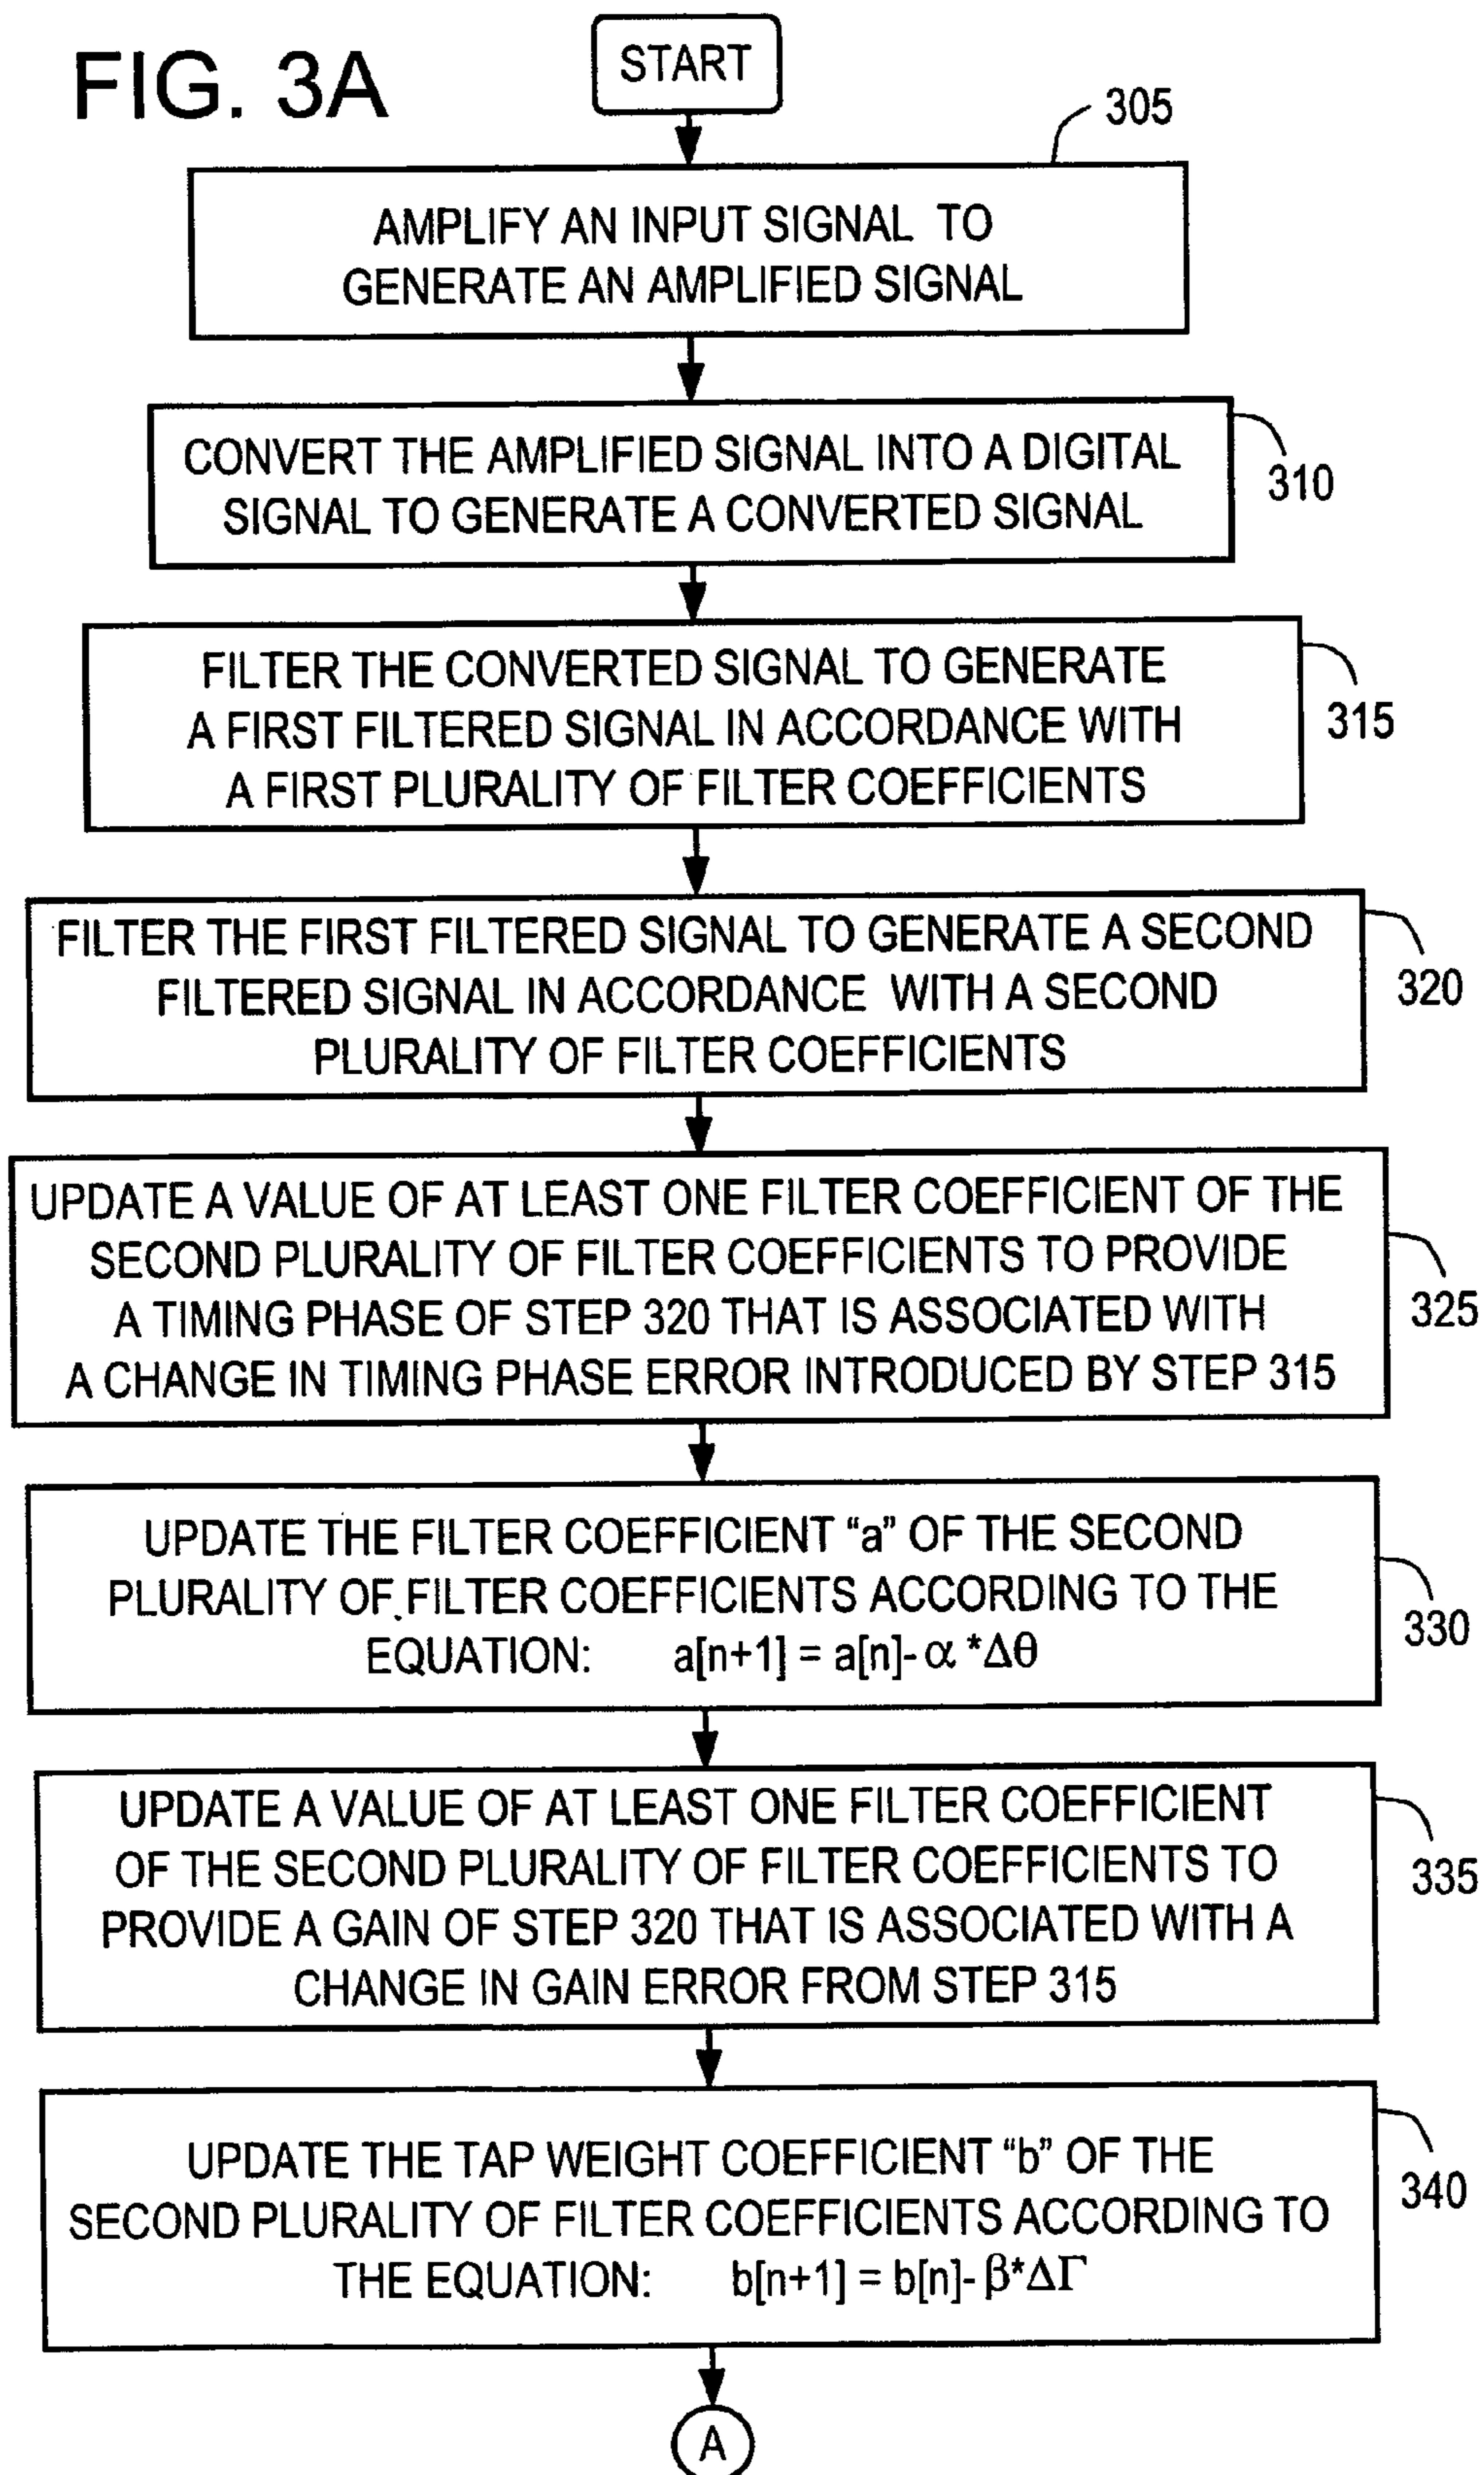 FIG. 3A
START
305
AMPLIFY AN INPUT SIGNAL TO
GENERATE AN AMPLIFIED SIGNAL
CONVERT THE AMPLIFIED SIGNAL INTO A DIGITAL
SIGNAL TO GENERATE A CONVERTED SIGNAL
310
FILTER THE CONVERTED SIGNAL TO GENERATE
A FIRST FILTERED SIGNAL IN ACCORDANCE WITH
A FIRST PLURALITY OF FILTER COEFFICIENTS
315
FILTER THE FIRST FILTERED SIGNAL TO GENERATE A SECOND
FILTERED SIGNAL IN ACCORDANCE WITH A SECOND
PLURALITY OF FILTER COEFFICIENTS
320
UPDATE A VALUE OF AT LEAST ONE FILTER COEFFICIENT OF THE
SECOND PLURALITY OF FILTER COEFFICIENTS TO PROVIDE
A TIMING PHASE OF STEP 320 THAT IS ASSOCIATED WITH
A CHANGE IN TIMING PHASE ERROR INTRODUCED BY STEP 315
325
UPDATE THE FILTER COEFFICIENT “a” OF THE SECOND
PLURALITY OF FILTER COEFFICIENTS ACCORDING TO THE
EQUATION: a[n+1] = a[n]- α *Δθ
330
UPDATE A VALUE OF AT LEAST ONE FILTER COEFFICIENT
OF THE SECOND PLURALITY OF FILTER COEFFICIENTS TO
PROVIDE A GAIN OF STEP 320 THAT IS ASSOCIATED WITH A
CHANGE IN GAIN ERROR FROM STEP 315
335
UPDATE THE TAP WEIGHT COEFFICIENT “b” OF THE
SECOND PLURALITY OF FILTER COEFFICIENTS ACCORDING TO
THE EQUATION: b[n+1] = b[n]- β*ΔΓ
340
A